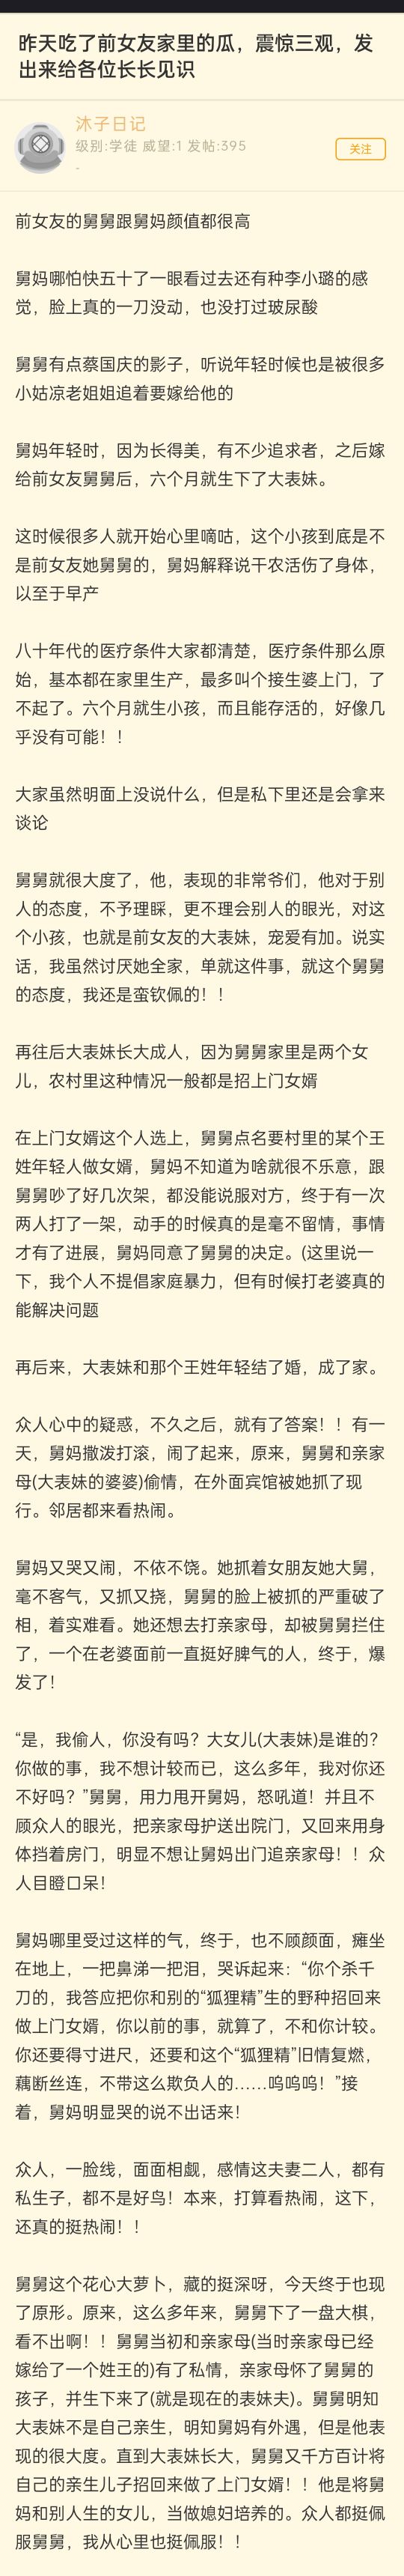 昨天吃了前女友家里的瓜，震惊三观，发
出来给各位长长见识
沐子日记
级别:学徒 威望:1 发帖:395
-
关注
前女友的舅舅跟舅妈颜值都很高
舅妈哪怕快五十了一眼看过去还有种李小璐的感
觉，脸上真的一刀没动，也没打过玻尿酸
舅舅有点蔡国庆的影子，听说年轻时候也是被很多
小姑凉老姐姐追着要嫁给他的
舅妈年轻时，因为长得美，有不少追求者，之后嫁
给前女友舅舅后，六个月就生下了大表妹。
这时候很多人就开始心里嘀咕，这个小孩到底是不
是前女友她舅舅的，舅妈解释说干农活伤了身体，
以至于早产
八十年代的医疗条件大家都清楚，医疗条件那么原
始，基本都在家里生产，最多叫个接生婆上门，了
不起了。六个月就生小孩，而且能存活的，好像几
乎没有可能！！
大家虽然明面上没说什么，但是私下里还是会拿来
谈论
舅舅就很大度了，他，表现的非常爷们，他对于别
人的态度，不予理睬，更不理会别人的眼光，对这
个小孩，也就是前女友的大表妹，宠爱有加。说实
话，我虽然讨厌她全家，单就这件事，就这个舅舅
的态度，我还是蛮钦佩的！！
再往后大表妹长大成人，因为舅舅家里是两个女
儿，农村里这种情况一般都是招上门女婿
在上门女婿这个人选上，舅舅点名要村里的某个王
姓年轻人做女婿，舅妈不知道为啥就很不乐意，跟
舅舅吵了好几次架，都没能说服对方，终于有一次
两人打了一架，动手的时候真的是毫不留情，事情
才有了进展，舅妈同意了舅舅的决定。(这里说一
下，我个人不提倡家庭暴力，但有时候打老婆真的
能解决问题
再后来，大表妹和那个王姓年轻结了婚，成了家。
众人心中的疑惑，不久之后，就有了答案！！有一
天，舅妈撒泼打滚，闹了起来，原来，舅舅和亲家
母(大表妹的婆婆)偷情，在外面宾馆被她抓了现
行。邻居都来看热闹。
舅妈又哭又闹，不依不饶。她抓着女朋友她大舅，
毫不客气，又抓又挠，舅舅的脸上被抓的严重破了
相，着实难看。她还想去打亲家母，却被舅舅拦住
了，一个在老婆面前一直挺好脾气的人，终于，爆
发了！
“是，我偷人，你没有吗？大女儿(大表妹)是谁的？
你做的事，我不想计较而已，这么多年，我对你还
不好吗？”舅舅，用力甩开舅妈，怒吼道！并且不
顾众人的眼光，把亲家母护送出院门，又回来用身
体挡着房门，明显不想让舅妈出门追亲家母！！众
人目瞪口呆！
舅妈哪里受过这样的气，终于，也不顾颜面，瘫坐
在地上，一把鼻涕一把泪，哭诉起来：“你个杀千
刀的，我答应把你和别的“狐狸精”生的野种招回来
做上门女婿，你以前的事，就算了，不和你计较。
你还要得寸进尺，还要和这个“狐狸精”旧情复燃，
藕断丝连，不带这么欺负人的……呜呜呜！”接
着，舅妈明显哭的说不出话来！
众人，一脸线，面面相觑，感情这夫妻二人，都有
私生子，都不是好鸟！本来，打算看热闹，这下，
还真的挺热闹！！
舅舅这个花心大萝卜，藏的挺深呀，今天终于也现
了原形。原来，这么多年来，舅舅下了一盘大棋，
看不出啊！！舅舅当初和亲家母(当时亲家母已经
嫁给了一个姓王的)有了私情，亲家母怀了舅舅的
孩子，并生下来了(就是现在的表妹夫)。舅舅明知
大表妹不是自己亲生，明知舅妈有外遇，但是他表
现的很大度。直到大表妹长大，舅舅又千方百计将
自己的亲生儿子招回来做了上门女婿！！他是将舅
妈和别人生的女儿，当做媳妇培养的。众人都挺佩
服舅舅，我从心里也挺佩服！！